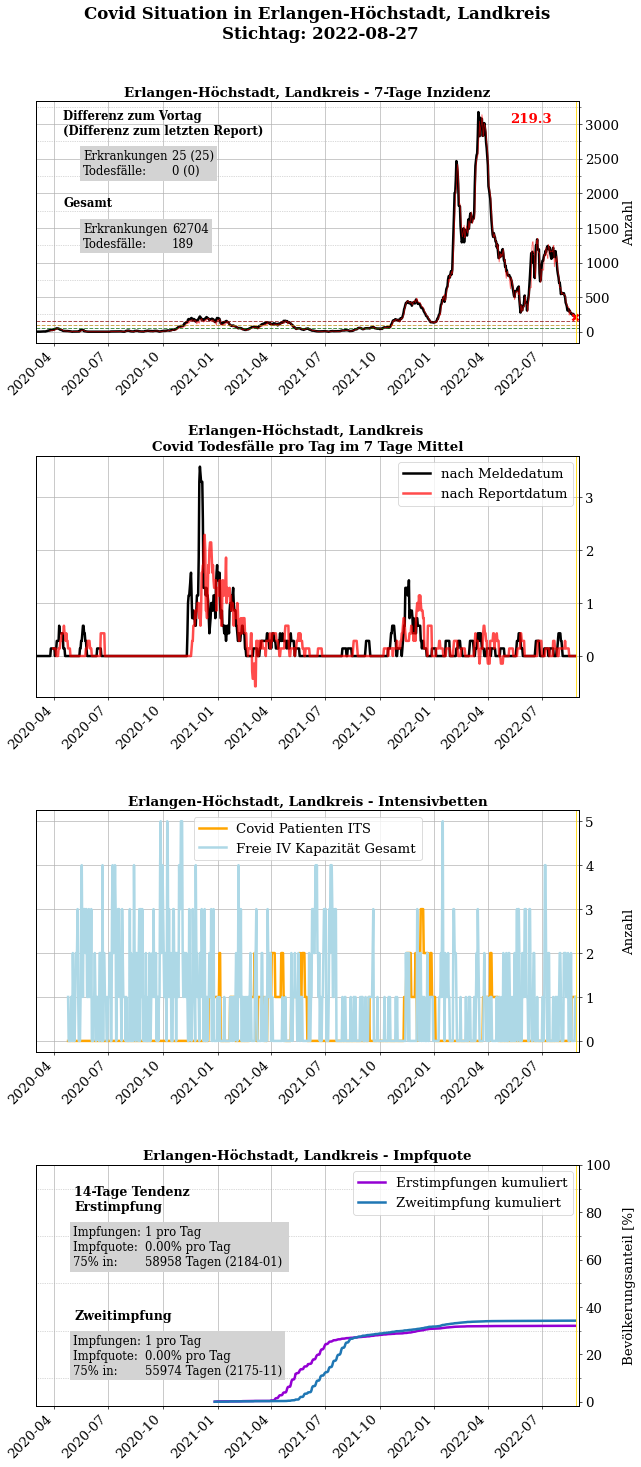 Covid Situation in Erlangen-Höchstadt, Landkreis
Stichtag: 2022-08-27
Erlangen-Höchstadt, Landkreis - 7-Tage Inzidenz
Differenz zum Vortag
(Differenz zum letzten Report)
Erkrankungen 25 (25)
Todesfälle: 0 (0)
Gesamt
Erkrankungen 62704
Todesfälle: 189
219.3
3000
2500
2000
1500
1000
500
0
Anzahl
2020-04 2020-07 2020-10 2021-01 2021-04 2021-07 2021-10 2022-01 2022-04 2022-07
Erlangen-Höchstadt, Landkreis
Covid Todesfälle pro Tag im 7 Tage Mittel
nach Meldedatum
nach Reportdatum
3
2
1
0
2020-04 2020-07 2020-10 2021-01 2021-04 2021-07 2021-10 2022-01 2022-04 2022-07
Erlangen-Höchstadt, Landkreis - Intensivbetten
Covid Patienten ITS
Freie IV Kapazität Gesamt
5
4
3
2
1
0
Anzahl
2020-04 2020-07 2020-10 2021-01 2021-04 2021-07 2021-10 2022-01 2022-04 2022-07
Erlangen-Höchstadt, Landkreis - Impfquote
14-Tage Tendenz
Erstimpfung
Impfungen: 1 pro Tag
Impfquote: 0.00% pro Tag
75% in: 58958 Tagen (2184-01)
Zweitimpfung
Impfungen: 1 pro Tag
Impfquote: 0.00% pro Tag
75% in: 55974 Tagen (2175-11)
Erstimpfungen kumuliert
Zweitimpfung kumuliert
100
80
60
40
20
0
Bevölkerungsanteil [%]
2020-04 2020-07 2020-10 2021-01 2021-04 2021-07 2021-10 2022-01 2022-04 2022-07